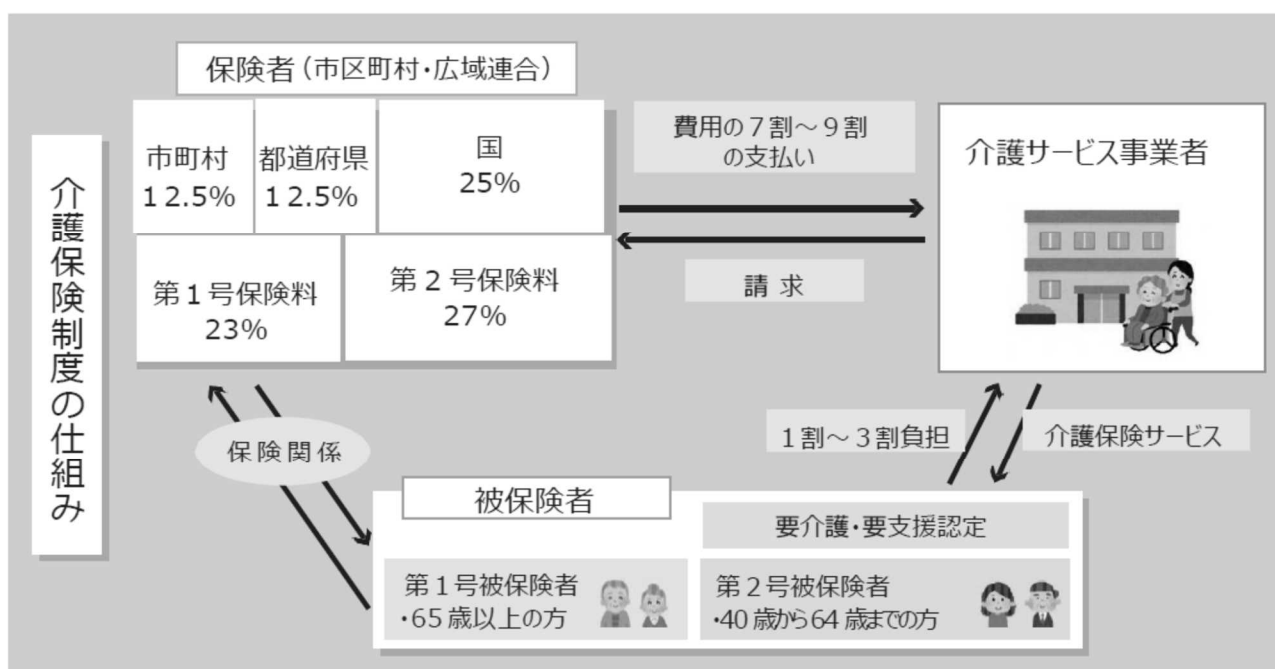 介護保険制度の仕組み
保険者（市区町村・広域連合）
市町村
12.5%
都道府県
12.5%
国
25%
第1号保険料
23%
第2号保険料
27%
費用の７割～９割
の支払い
請求
介護サービス事業者
保険関係
１割～３割負担
介護保険サービス
被保険者
要介護・要支援認定
第1号被保険者
・65歳以上の方
第２号被保険者
・40歳から64歳までの方